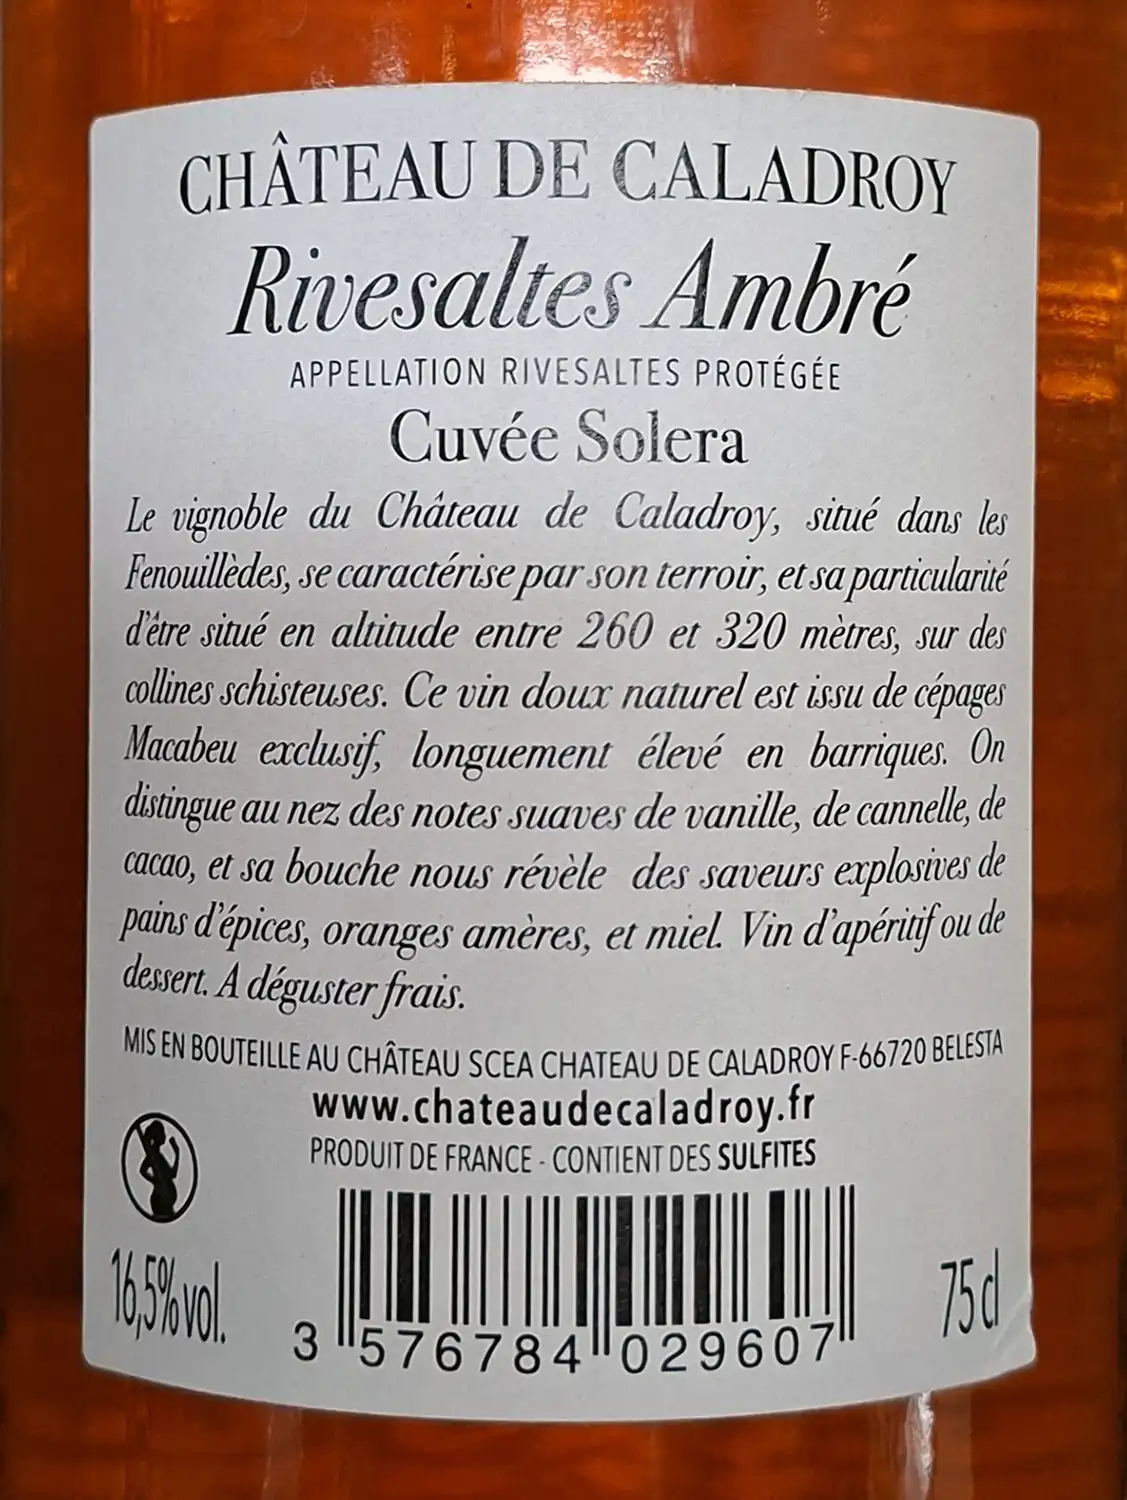 CHÂTEAU DE CALADROY
Rivesaltes Ambré
APPELLATION RIVESALTES PROTÉGÉE
Cuvée Solera
Le vignoble du Château de Caladroy, situé dans les
Fenouillèdes, se caractérise par son terroir, et sa particularité
d'être situé en altitude entre 260 et 320 mètres, sur des
collines schisteuses. Ce vin doux naturel est issu de cépages
Macabeu exclusif, longuement élevé en barriques. On
distingue au nez des notes suaves de vanille, de cannelle, de
cacao, et sa bouche nous révèle des saveurs explosives de
pains d'épices, oranges amères, et miel. Vin d'apéritif ou de
dessert. A déguster frais.
MIS EN BOUTEILLE AU CHÂTEAU SCEA CHATEAU DE CALADROY F-66720 BELESTA
www.chateaudecaladroy.fr
PRODUIT DE FRANCE - CONTIENT DES SULFITES
16,5% vol.
75 cl
3 576784 029607